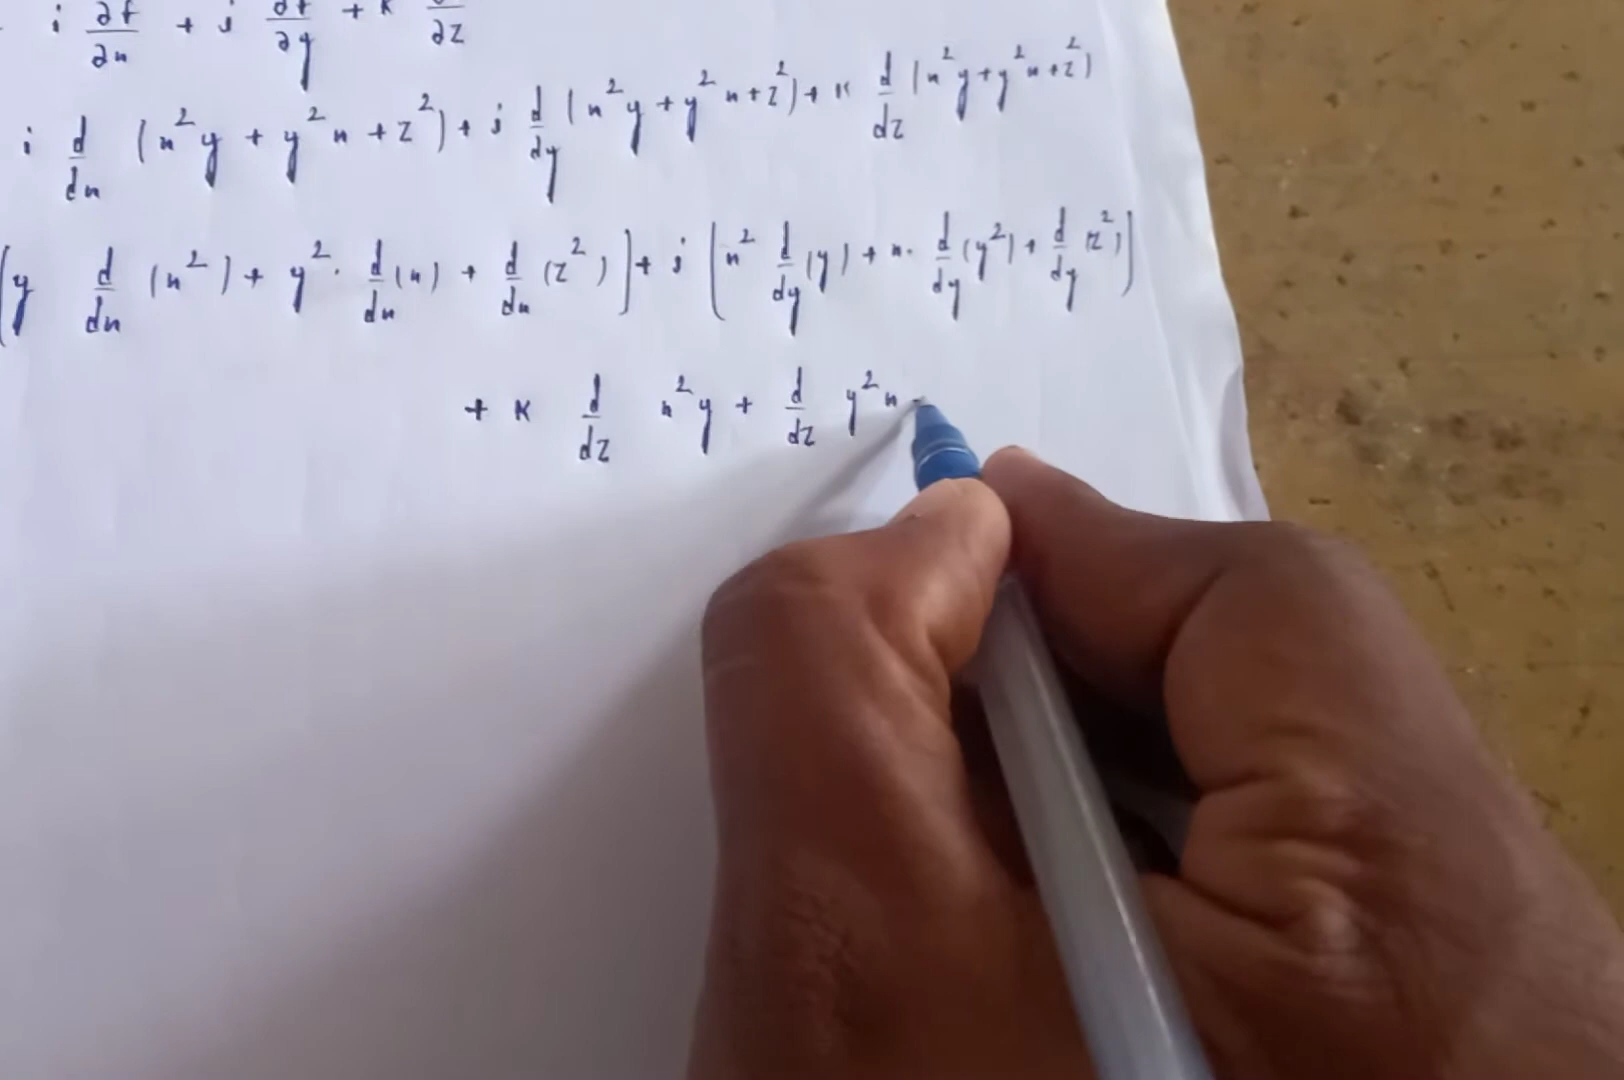 i ∂f/∂x + j ∂f/∂y + k ∂/∂z
i d/dx (x²y + y²x + z²) + j d/dy (x²y + y²x + z²) + k d/dz (x²y + y²x + z²)
[y d/dx (x²) + y² · d/dx (x) + d/dx (z²)] + j [x² d/dy (y) + x · d/dy (y²) + d/dy (z²)]
+ k d/dz x²y + d/dz y²x